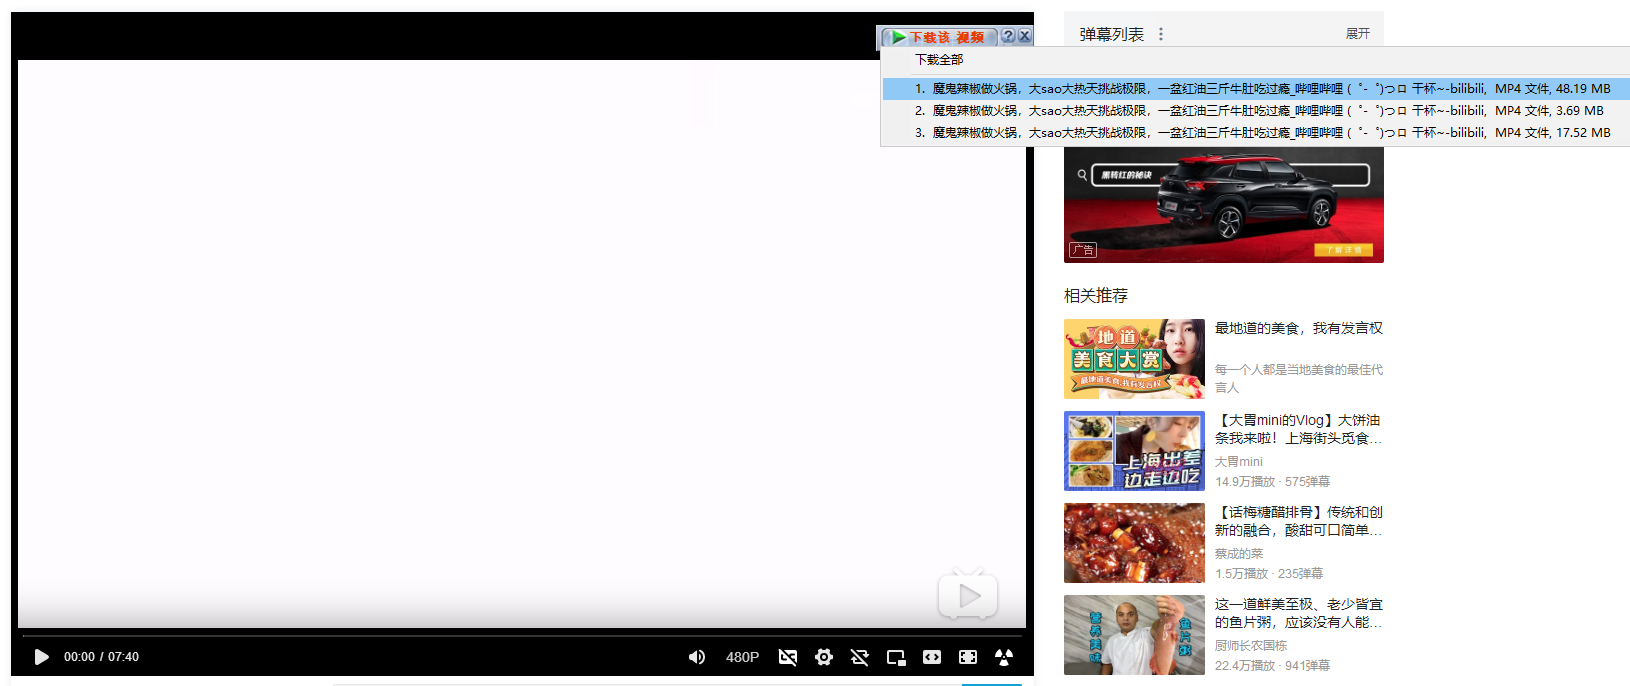 下载该 视频
弹幕列表
展开
下载全部
1. 魔鬼辣椒做火锅，大sao大热天挑战极限，一盆红油三斤牛肚吃过瘾_哔哩哔哩 (゜-゜)つロ 干杯~-bilibili, MP4 文件, 48.19 MB
2. 魔鬼辣椒做火锅，大sao大热天挑战极限，一盆红油三斤牛肚吃过瘾_哔哩哔哩 (゜-゜)つロ 干杯~-bilibili, MP4 文件, 3.69 MB
3. 魔鬼辣椒做火锅，大sao大热天挑战极限，一盆红油三斤牛肚吃过瘾_哔哩哔哩 (゜-゜)つロ 干杯~-bilibili, MP4 文件, 17.52 MB
黑转红的秘诀
广告
了解详情
相关推荐
地道
美食大赏
最地道美食,我有发言权
最地道的美食，我有发言权
每一个人都是当地美食的最佳代
言人
上海出差
边走边吃
【大胃mini的Vlog】大饼油
条我来啦！上海街头觅食...
大胃mini
14.9万播放 · 575弹幕
【话梅糖醋排骨】传统和创
新的融合，酸甜可口简单...
蔡成的菜
1.5万播放 · 235弹幕
营养美味
鱼片粥
这一道鲜美至极、老少皆宜
的鱼片粥，应该没有人能...
厨师长农国栋
22.4万播放 · 941弹幕
00:00 / 07:40
480P